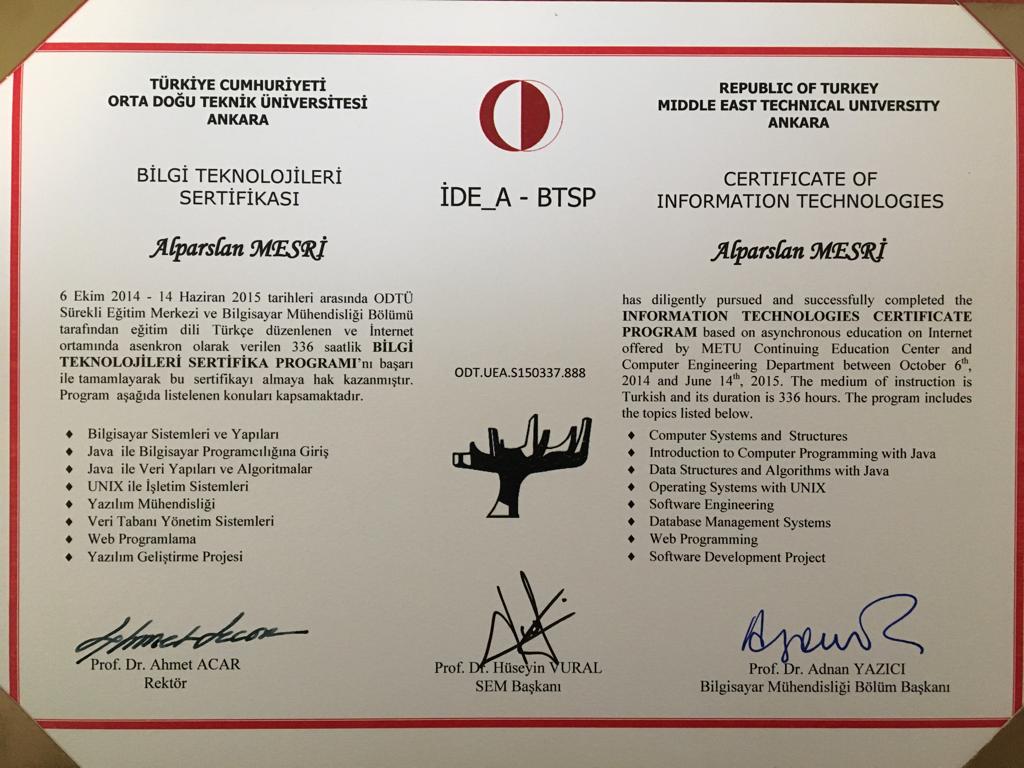 TÜRKİYE CUMHURİYETİ
ORTA DOĞU TEKNİK ÜNİVERSİTESİ
ANKARA
BİLGİ TEKNOLOJİLERİ
SERTİFİKASI
Alparslan MESRİ
6 Ekim 2014 - 14 Haziran 2015 tarihleri arasında ODTÜ
Sürekli Eğitim Merkezi ve Bilgisayar Mühendisliği Bölümü
tarafından eğitim dili Türkçe düzenlenen ve İnternet
ortamında asenkron olarak verilen 336 saatlik BİLGİ
TEKNOLOJİLERİ SERTİFİKA PROGRAMI'nı başarı
ile tamamlayarak bu sertifikayı almaya hak kazanmıştır.
Program aşağıda listelenen konuları kapsamaktadır.
♦ Bilgisayar Sistemleri ve Yapıları
♦ Java ile Bilgisayar Programcılığına Giriş
♦ Java ile Veri Yapıları ve Algoritmalar
♦ UNIX ile İşletim Sistemleri
♦ Yazılım Mühendisliği
♦ Veri Tabanı Yönetim Sistemleri
♦ Web Programlama
♦ Yazılım Geliştirme Projesi
İDE_A - BTSP
ODT.UEA.S150337.888
REPUBLIC OF TURKEY
MIDDLE EAST TECHNICAL UNIVERSITY
ANKARA
CERTIFICATE OF
INFORMATION TECHNOLOGIES
Alparslan MESRİ
has diligently pursued and successfully completed the
INFORMATION TECHNOLOGIES CERTIFICATE
PROGRAM based on asynchronous education on Internet
offered by METU Continuing Education Center and
Computer Engineering Department between October 6th,
2014 and June 14th, 2015. The medium of instruction is
Turkish and its duration is 336 hours. The program includes
the topics listed below.
♦ Computer Systems and Structures
♦ Introduction to Computer Programming with Java
♦ Data Structures and Algorithms with Java
♦ Operating Systems with UNIX
♦ Software Engineering
♦ Database Management Systems
♦ Web Programming
♦ Software Development Project
Prof. Dr. Ahmet ACAR
Rektör
Prof. Dr. Hüseyin VURAL
SEM Başkanı
Prof. Dr. Adnan YAZICI
Bilgisayar Mühendisliği Bölüm Başkanı